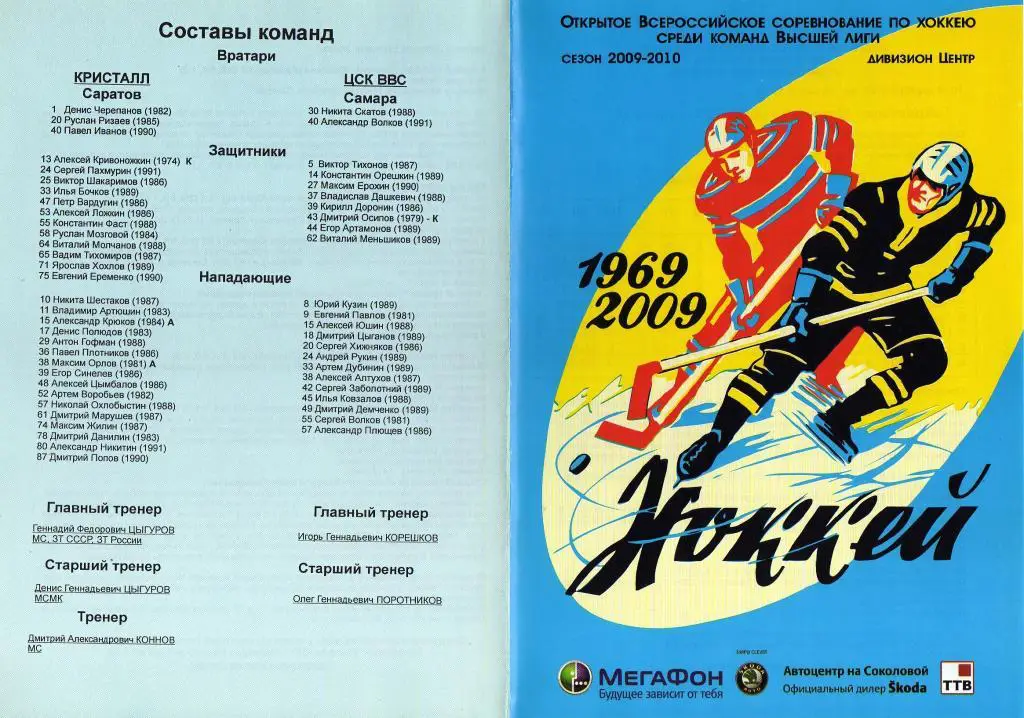 Составы команд
Вратари
КРИСТАЛЛ
Саратов
1 Денис Черепанов (1982)
20 Руслан Ризаев (1985)
40 Павел Иванов (1990)
ЦСК ВВС
Самара
30 Никита Скатов (1988)
40 Александр Волков (1991)
Защитники
13 Алексей Кривоножкин (1974) К
24 Сергей Пахмурин (1991)
25 Виктор Шакаримов (1986)
33 Илья Бочков (1989)
47 Петр Вардугин (1986)
53 Алексей Ложкин (1986)
55 Константин Фаст (1988)
58 Руслан Мозговой (1984)
64 Виталий Молчанов (1988)
65 Вадим Тихомиров (1987)
71 Ярослав Хохлов (1989)
75 Евгений Еременко (1990)
5 Виктор Тихонов (1987)
14 Константин Орешкин (1989)
27 Максим Ерохин (1990)
37 Владислав Дашкевич (1988)
39 Кирилл Доронин (1986)
43 Дмитрий Осипов (1979) - К
44 Егор Артамонов (1989)
62 Виталий Меньшиков (1989)
Нападающие
10 Никита Шестаков (1987)
11 Владимир Артюшин (1983)
15 Александр Крюков (1984) А
17 Денис Полюдов (1983)
29 Антон Гофман (1988)
36 Павел Плотников (1986)
38 Максим Орлов (1981) А
39 Егор Синелев (1986)
48 Алексей Цымбалов (1986)
52 Артем Воробьев (1982)
57 Николай Охлобыстин (1988)
61 Дмитрий Марушев (1987)
74 Максим Жилин (1987)
78 Дмитрий Данилин (1983)
80 Александр Никитин (1991)
87 Дмитрий Попов (1990)
8 Юрий Кузин (1989)
9 Евгений Павлов (1981)
15 Алексей Юшин (1988)
18 Дмитрий Цыганов (1989)
20 Сергей Хижняков (1986)
24 Андрей Рукин (1989)
33 Артем Дубинин (1989)
38 Алексей Алтухов (1987)
42 Сергей Заболотний (1989)
45 Илья Ковзалов (1988)
49 Дмитрий Демченко (1989)
55 Сергей Волков (1981)
57 Александр Плющев (1986)
Главный тренер
Геннадий Федорович ЦЫГУРОВ
МС, ЗТ СССР, ЗТ России
Старший тренер
Денис Геннадьевич ЦЫГУРОВ
МСМК
Тренер
Дмитрий Александрович КОННОВ
МС
Главный тренер
Игорь Геннадьевич КОРЕШКОВ
Старший тренер
Олег Геннадьевич ПОРОТНИКОВ
Открытое Всероссийское соревнование по хоккею
среди команд Высшей лиги
сезон 2009-2010 дивизион Центр
1969
2009
Хоккей
МегаФон
Будущее зависит от тебя
SIMPLY CLEVER
Автоцентр на Соколовой
Официальный дилер Škoda
ТТВ